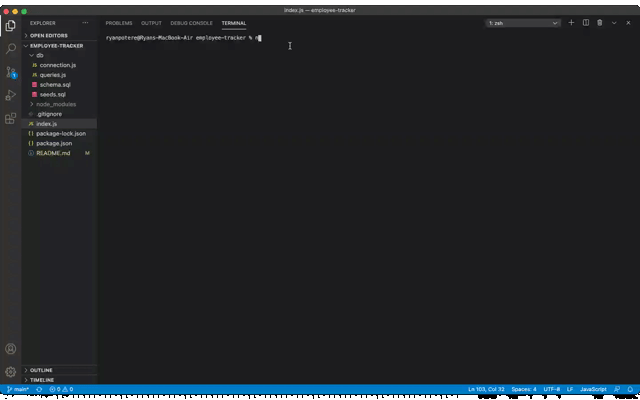 index.js — employee-tracker
EXPLORER ···
OPEN EDITORS
EMPLOYEE-TRACKER
db
JS connection.js
JS queries.js
schema.sql
seeds.sql
node_modules
.gitignore
JS index.js
{} package-lock.json
{} package.json
README.md M
OUTLINE
TIMELINE
PROBLEMS OUTPUT DEBUG CONSOLE TERMINAL
1: zsh
ryanpotere@Ryans-MacBook-Air employee-tracker % n
1
main* 0 0
Ln 103, Col 32 Spaces: 4 UTF-8 LF JavaScript